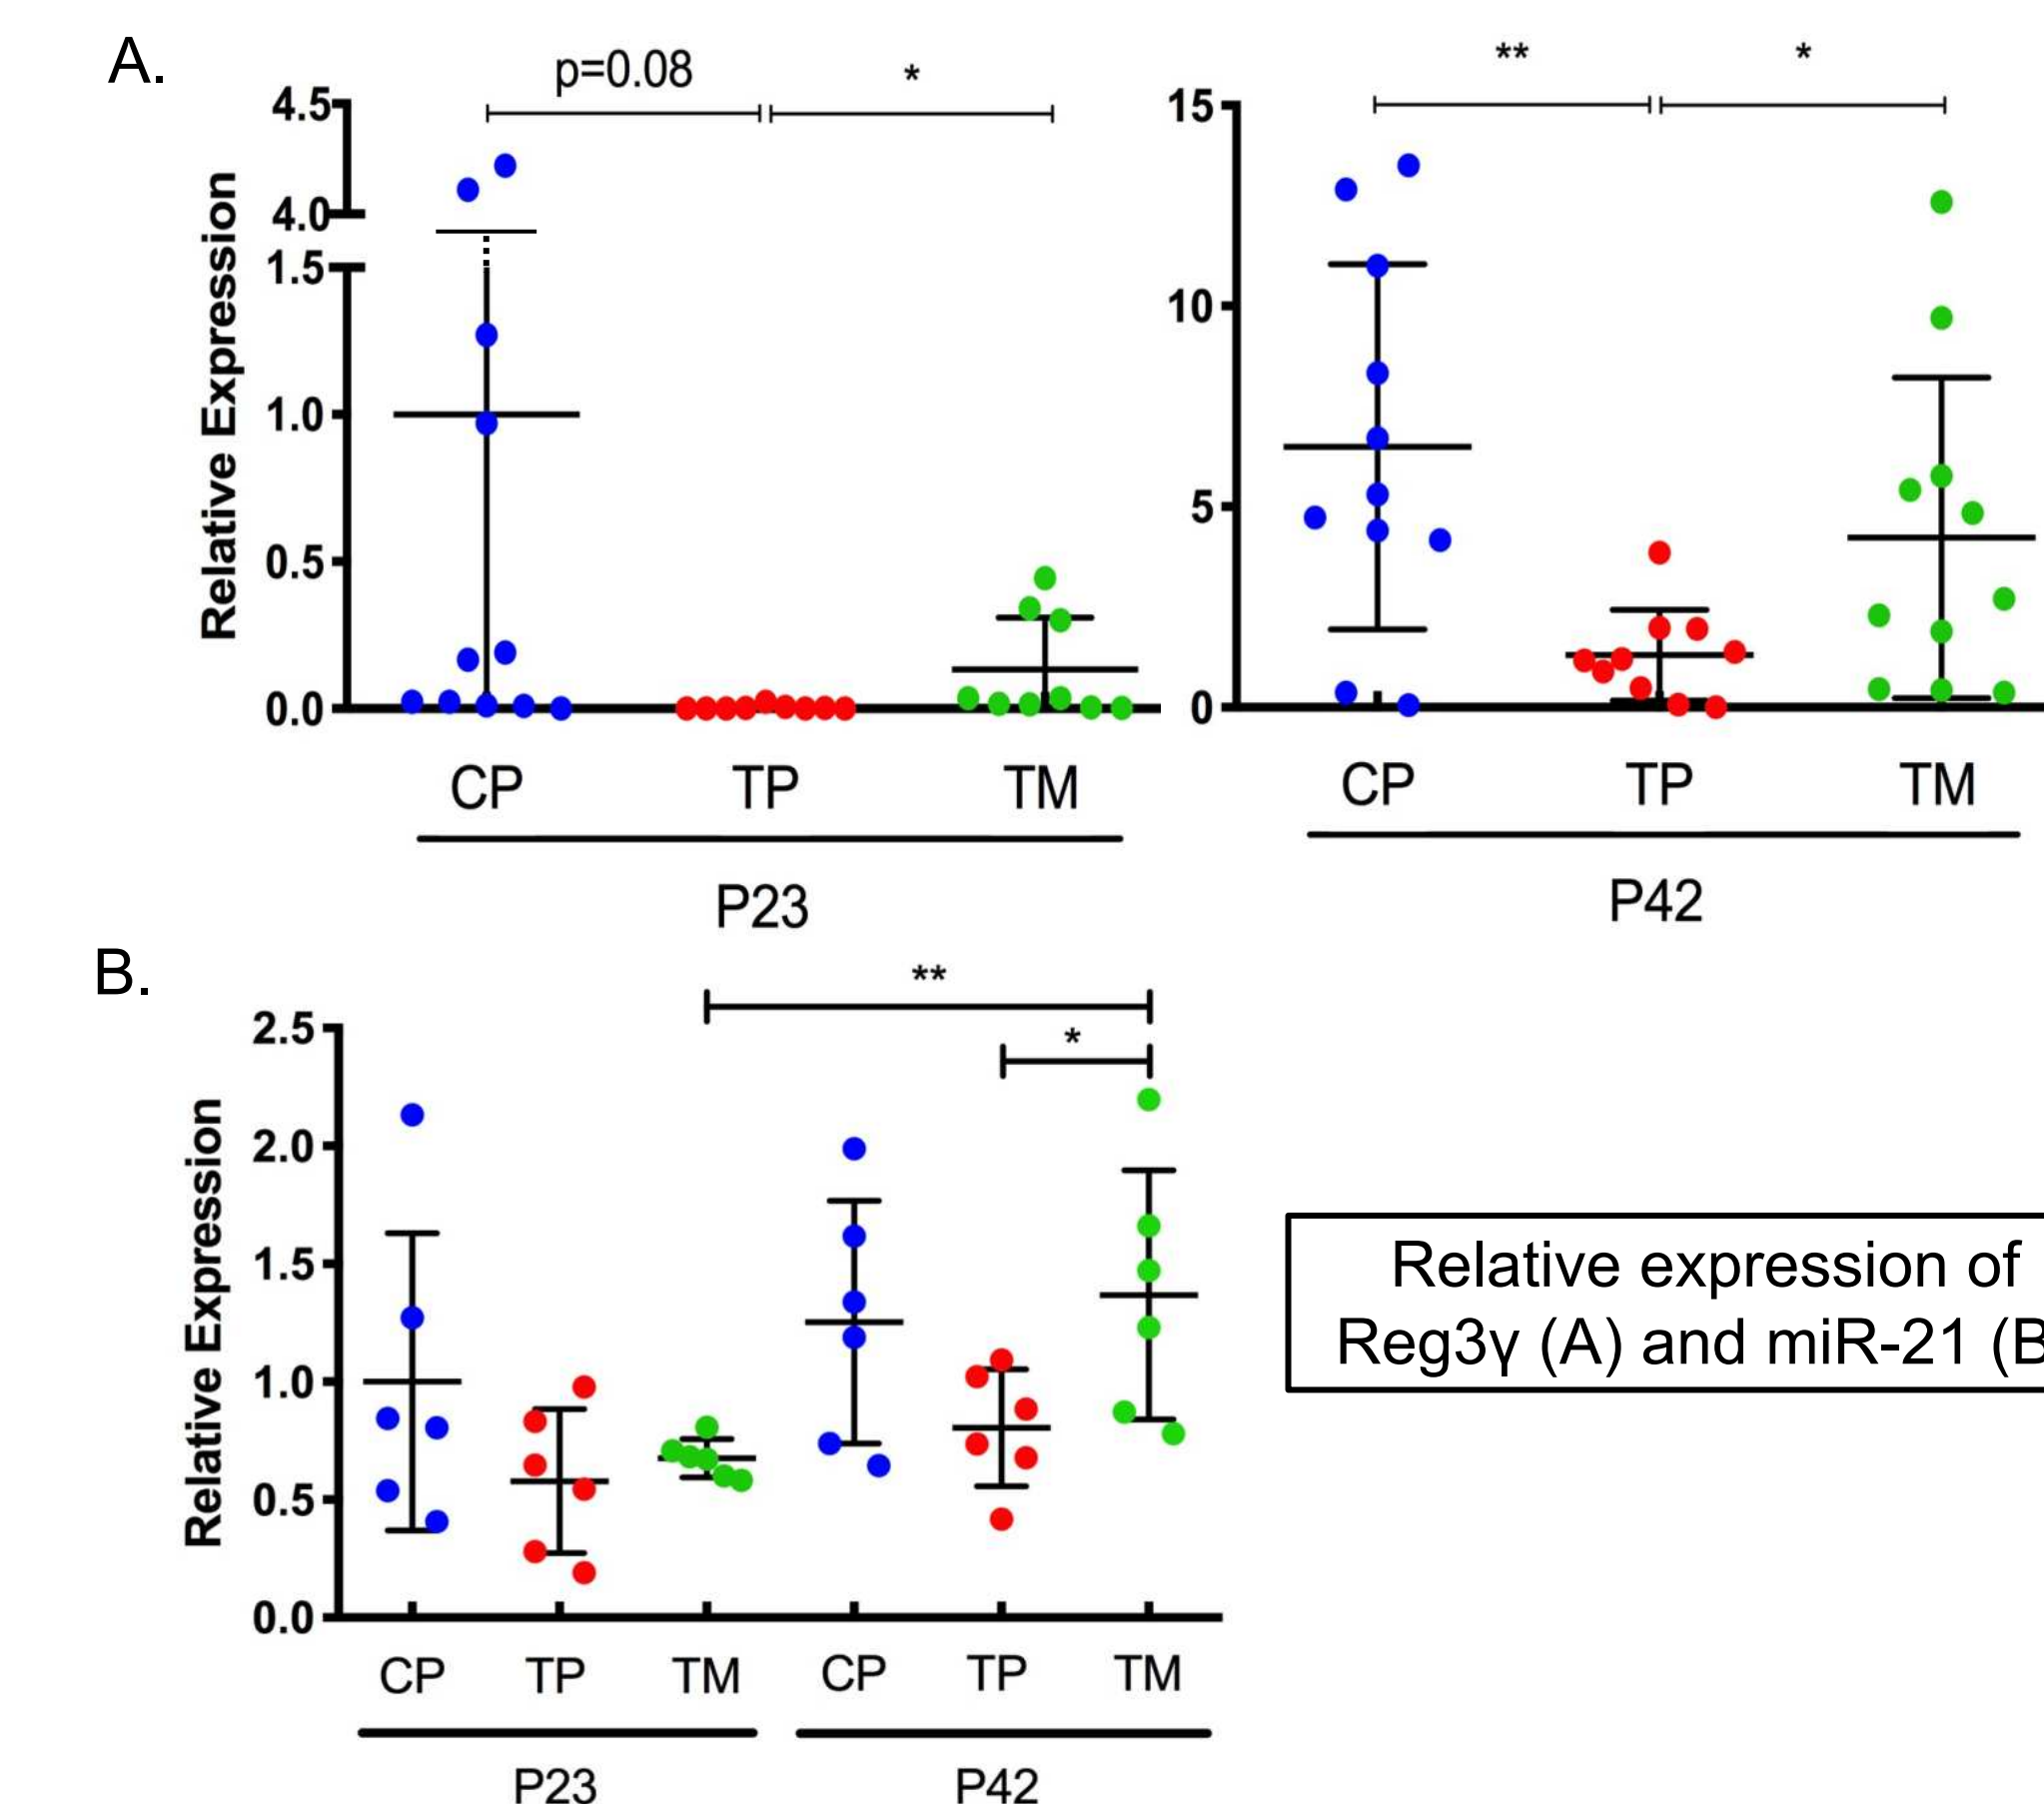 A.
p=0.08
*
**
*
Relative Expression
4.5
4.0
1.5
1.0
0.5
0.0
15
10
5
0
CP TP TM
CP TP TM
P23
P42
B.
**
*
Relative Expression
2.5
2.0
1.5
1.0
0.5
0.0
Relative expression of
Reg3γ (A) and miR-21 (B
CP TP TM CP TP TM
P23 P42